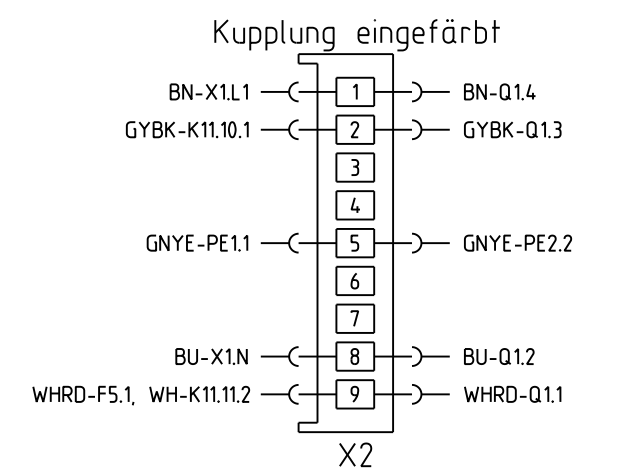 Kupplung eingefärbt
BN-X1.L1 1 BN-Q1.4
GYBK-K11.10.1 2 GYBK-Q1.3
3
4
GNYE-PE1.1 5 GNYE-PE2.2
6
7
BU-X1.N 8 BU-Q1.2
WHRD-F5.1, WH-K11.11.2 9 WHRD-Q1.1
X2